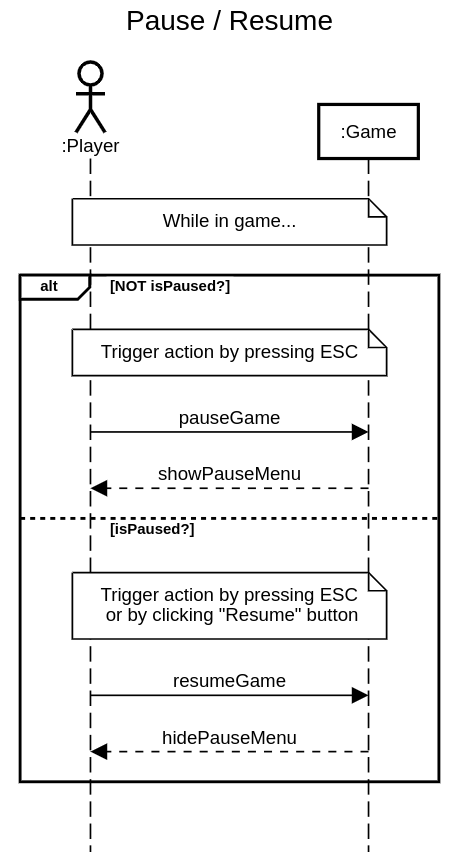 Pause / Resume
:Player
:Game
While in game...
alt
[NOT isPaused?]
Trigger action by pressing ESC
pauseGame
showPauseMenu
[isPaused?]
Trigger action by pressing ESC
or by clicking "Resume" button
resumeGame
hidePauseMenu